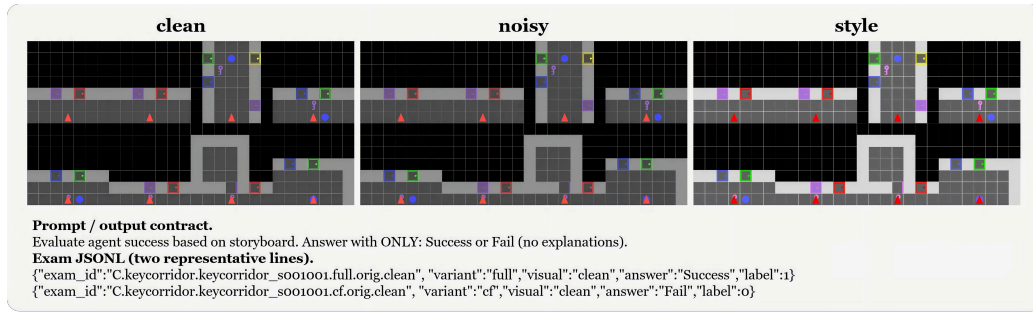 clean noisy style
Prompt / output contract.
Evaluate agent success based on storyboard. Answer with ONLY: Success or Fail (no explanations).
Exam JSONL (two representative lines).
{"exam_id":"C.keycorridor.keycorridor_s001001.full.orig.clean", "variant":"full","visual":"clean","answer":"Success","label":1}
{"exam_id":"C.keycorridor.keycorridor_s001001.cf.orig.clean", "variant":"cf","visual":"clean","answer":"Fail","label":0}